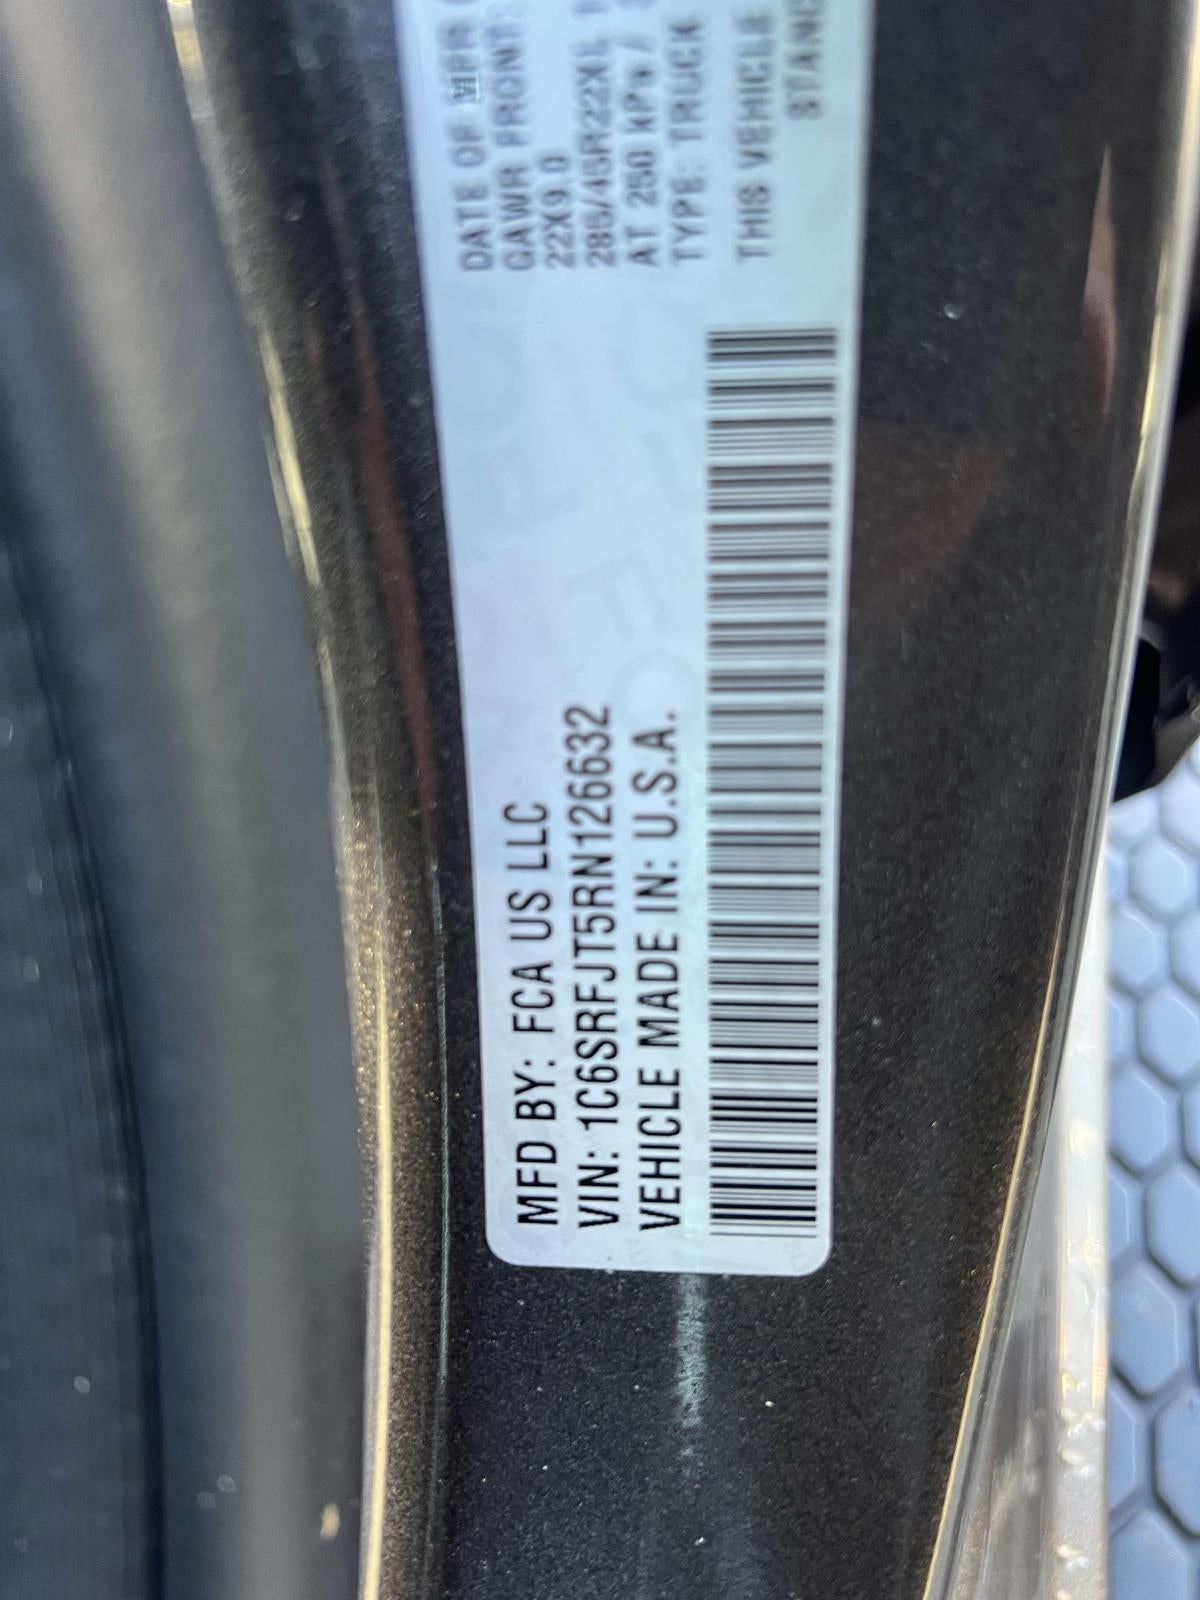 MFD BY: FCA US LLC
VIN: 1C6SRFJT5RN126632
VEHICLE MADE IN: U.S.A.
DATE OF MFR
GAWR FRONT:
22X9.0
285/45R22XL
AT 250 kPa /
TYPE: TRUCK
THIS VEHICLE